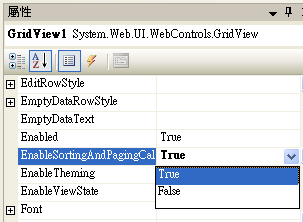 屬性
GridView1 System.Web.UI.WebControls.GridView
EditRowStyle
EmptyDataRowStyle
EmptyDataText
Enabled True
EnableSortingAndPagingCal True
EnableTheming True
EnableViewState False
Font